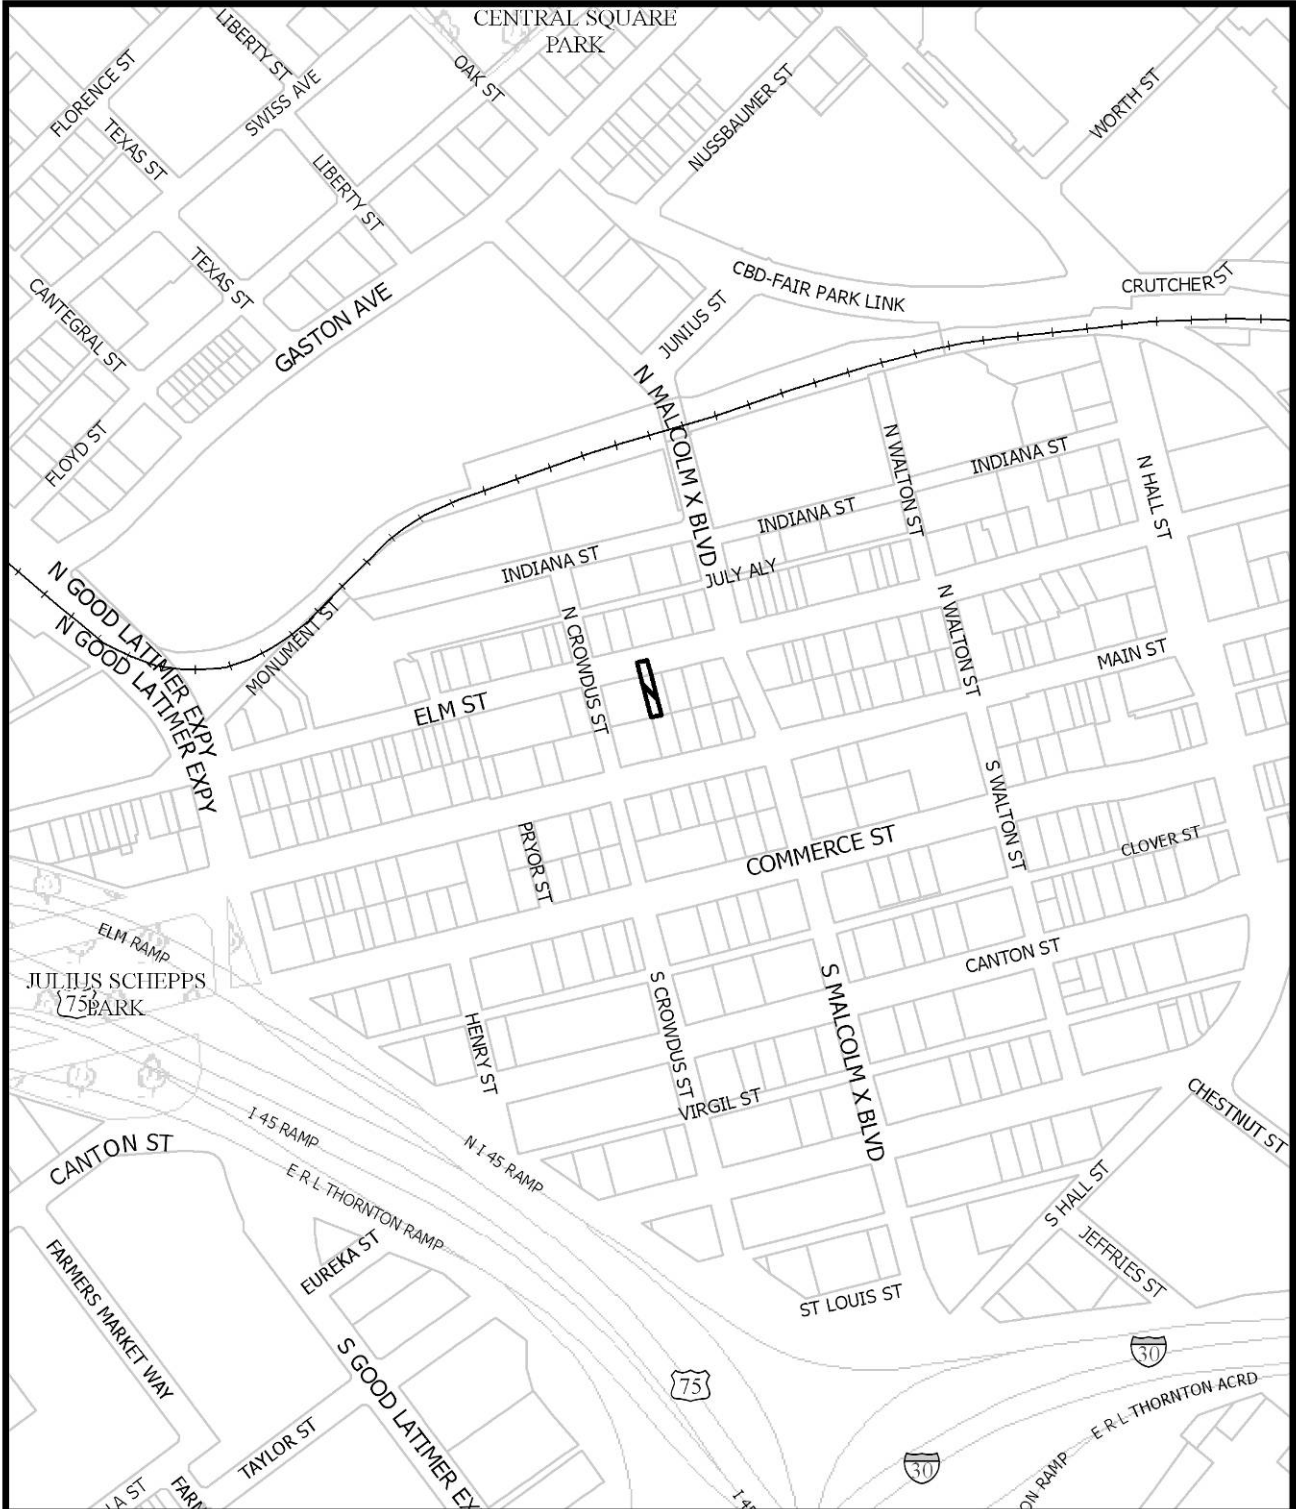 CENTRAL SQUARE
PARK
LIBERTY ST
OAK ST
FLORENCE ST
SWISS AVE
NUSSBAUMER ST
WORTH ST
TEXAS ST
LIBERTY ST
TEXAS ST
CANTEGRAL ST
GASTON AVE
CBD-FAIR PARK LINK
CRUTCHER ST
JUNIUS ST
FLOYD ST
N MALCOLM X BLVD
N WALTON ST
INDIANA ST
N HALL ST
INDIANA ST
INDIANA ST
JULY ALY
N GOOD LATIMER EXPY
N GOOD LATIMER EXPY
MONUMENT ST
N CROWDUS ST
N WALTON ST
MAIN ST
ELM ST
PRYOR ST
COMMERCE ST
S WALTON ST
CLOVER ST
ELM RAMP
JULIUS SCHEPPS
75
PARK
CANTON ST
S CROWDUS ST
S MALCOLM X BLVD
HENRY ST
VIRGIL ST
CHESTNUT ST
I 45 RAMP
N I 45 RAMP
CANTON ST
E R L THORNTON RAMP
S HALL ST
JEFFRIES ST
EUREKA ST
FARMERS MARKET WAY
ST LOUIS ST
30
75
S GOOD LATIMER EX
E R L THORNTON ACRD
TAYLOR ST
30
ON RAMP
A ST
FARM
I 45